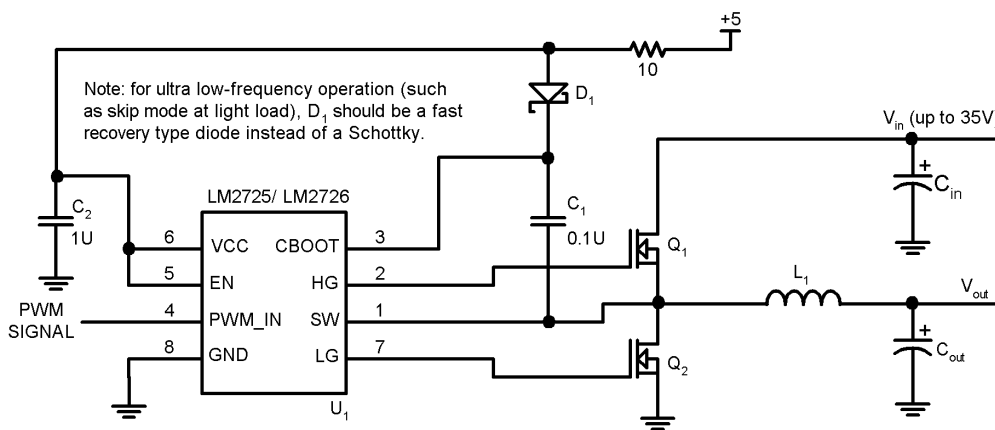 +5
10
Note: for ultra low-frequency operation (such
as skip mode at light load), D1 should be a fast
recovery type diode instead of a Schottky.
D1
Vin (up to 35V)
+
Cin
LM2725/ LM2726
C2
1U
C1
0.1U
6 VCC CBOOT 3
5 EN HG 2
Q1
L1
Vout
PWM
SIGNAL
4 PWM_IN SW 1
8 GND LG 7
Q2
+
Cout
U1